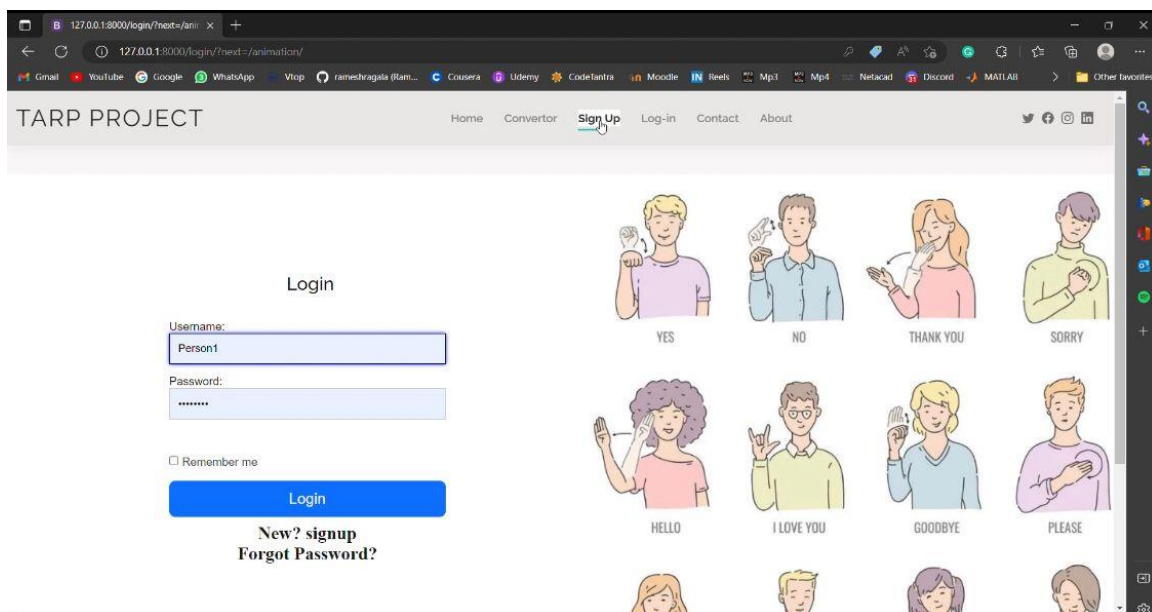 127.0.0.1:8000/login/?next=/anim
127.0.0.1:8000/login/?next=/animation/
Gmail YouTube Google WhatsApp Vtop rameshragala (Ram... Cousera Udemy CodeTantra Moodle Reels Mp3 Mp4 Netacad Discord MATLAB Other favorites
TARP PROJECT Home Convertor Sign Up Log-in Contact About
Login
Username:
Person1
Password:
Remember me
Login
New? signup
Forgot Password?
YES NO THANK YOU SORRY
HELLO I LOVE YOU GOODBYE PLEASE